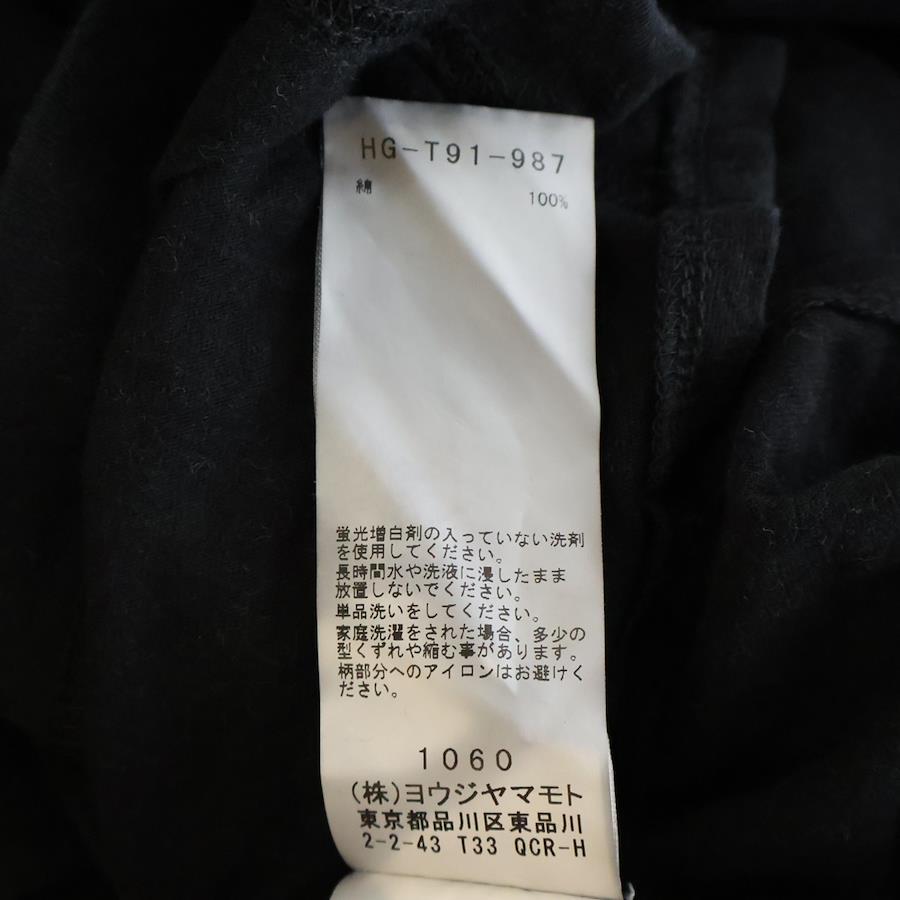 HG-T91-987
綿 100%
蛍光増白剤の入っていない洗剤
を使用してください。
長時間水や洗液に浸したまま
放置しないでください。
単品洗いをしてください。
家庭洗濯をされた場合、多少の
型くずれや縮む事があります。
柄部分へのアイロンはお避けく
ださい。
1060
(株)ヨウジヤマモト
東京都品川区東品川
2-2-43 T33 QCR-H